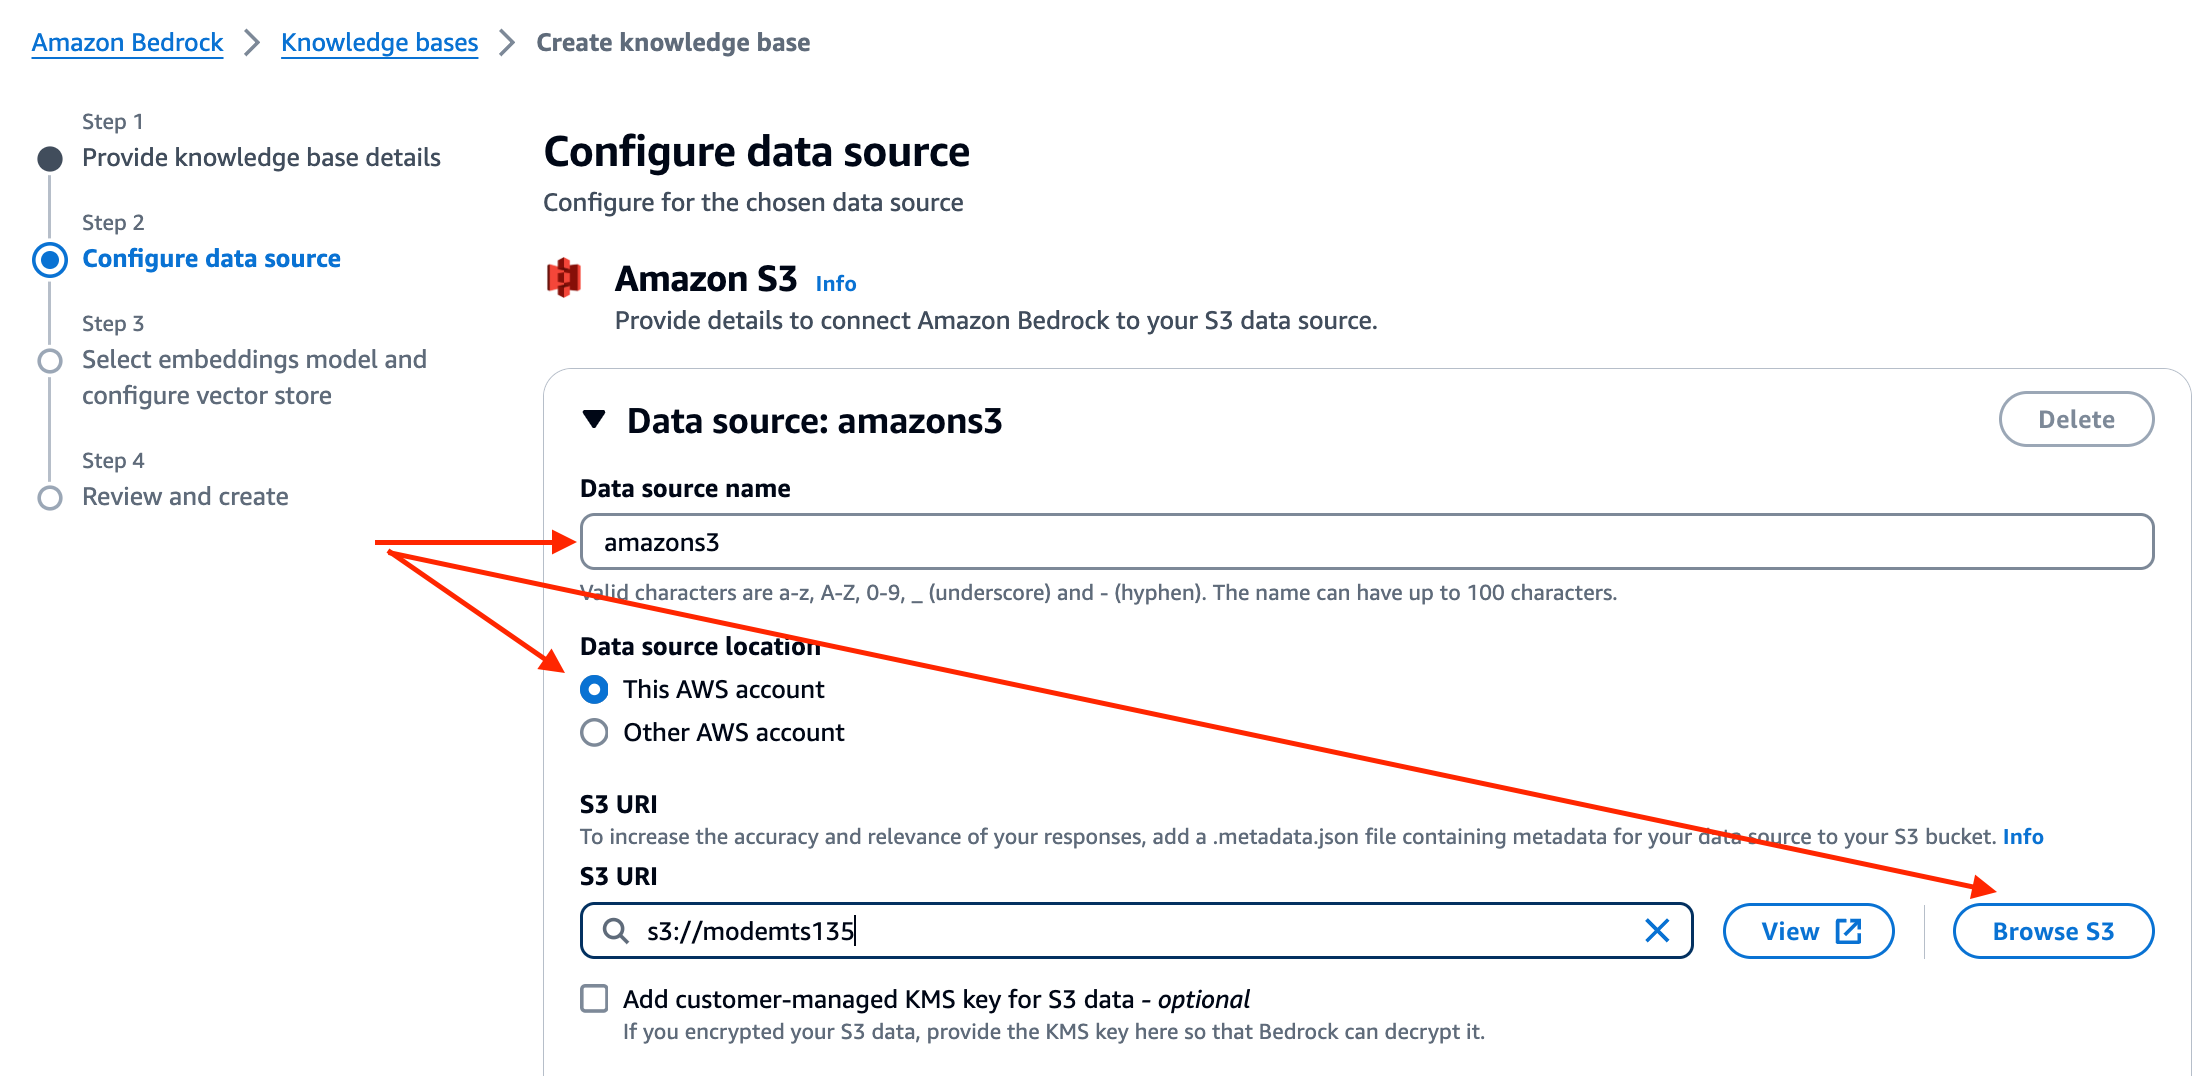 Amazon Bedrock > Knowledge bases > Create knowledge base
Step 1
Provide knowledge base details
Step 2
Configure data source
Step 3
Select embeddings model and
configure vector store
Step 4
Review and create
Configure data source
Configure for the chosen data source
Amazon S3 Info
Provide details to connect Amazon Bedrock to your S3 data source.
Data source: amazons3
Delete
Data source name
amazons3
Valid characters are a-z, A-Z, 0-9, _ (underscore) and - (hyphen). The name can have up to 100 characters.
Data source location
This AWS account
Other AWS account
S3 URI
To increase the accuracy and relevance of your responses, add a .metadata.json file containing metadata for your data source to your S3 bucket. Info
S3 URI
s3://modemts135
View
Browse S3
Add customer-managed KMS key for S3 data - optional
If you encrypted your S3 data, provide the KMS key here so that Bedrock can decrypt it.